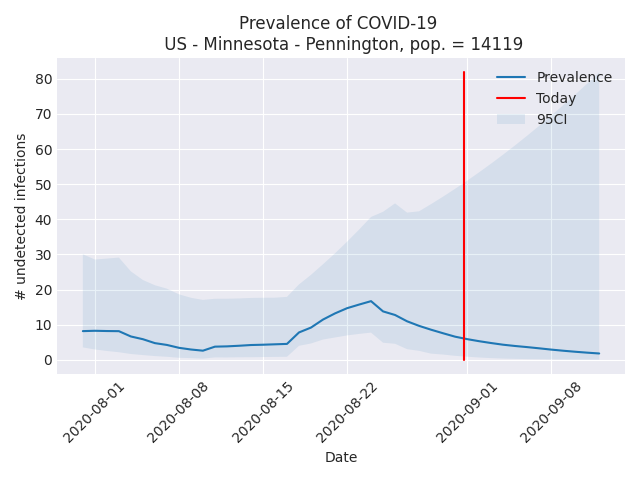 Prevalence of COVID-19
US - Minnesota - Pennington, pop. = 14119
Prevalence
Today
95CI
# undetected infections
80
70
60
50
40
30
20
10
0
2020-08-01
2020-08-08
2020-08-15
2020-08-22
2020-09-01
2020-09-08
Date